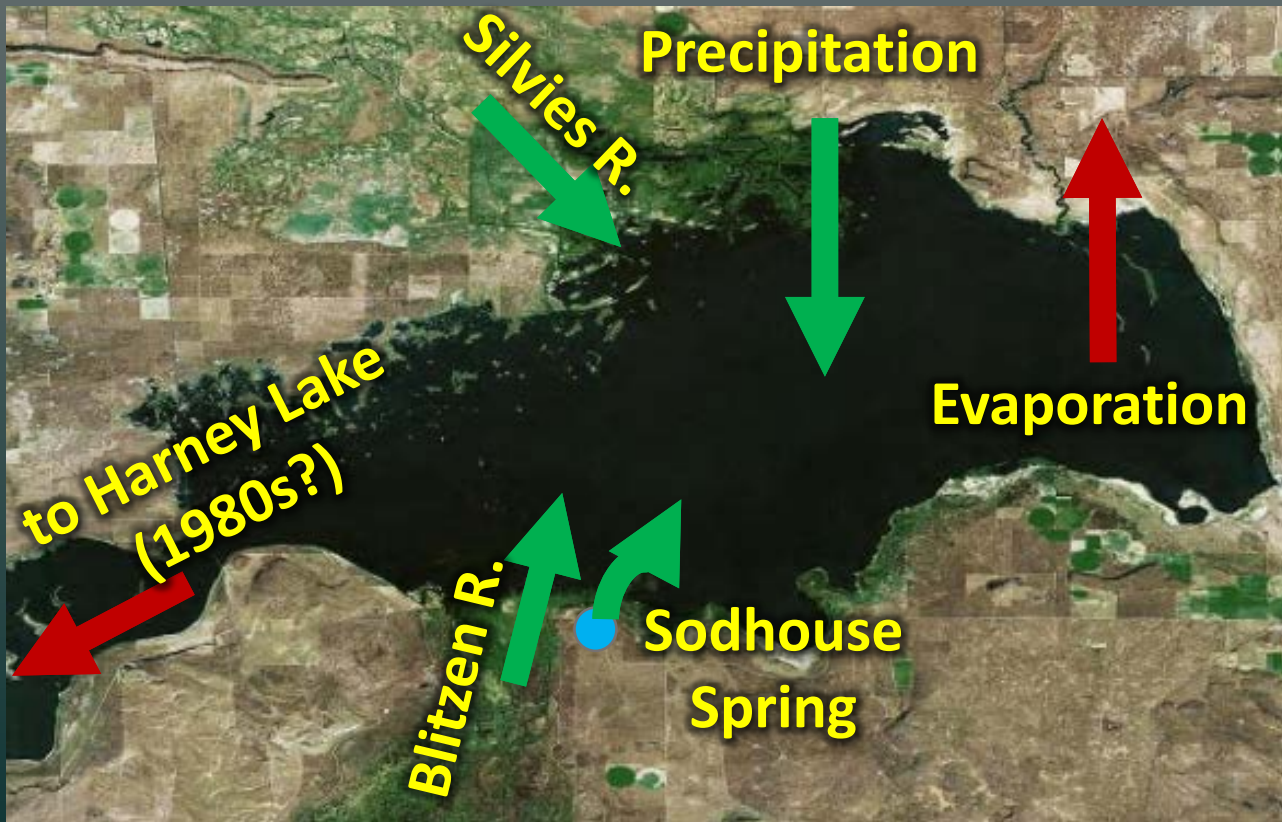 Silvies R.
Precipitation
Evaporation
to Harney Lake
(1980s?)
Blitzen R.
Sodhouse
Spring